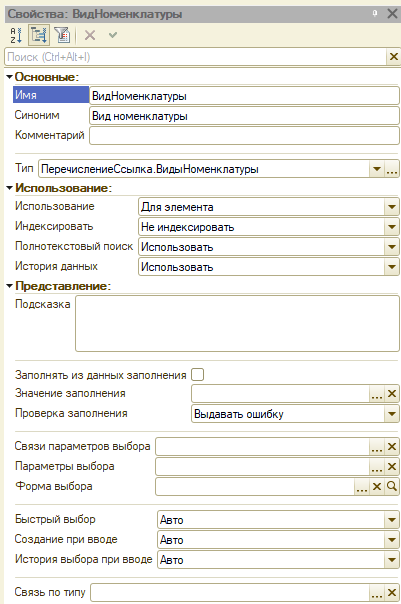 Свойства: ВидНоменклатуры
Поиск (Ctrl+Alt+I)
Основные:
Имя ВидНоменклатуры
Синоним Вид номенклатуры
Комментарий
Тип ПеречислениеСсылка.ВидыНоменклатуры
Использование:
Использование Для элемента
Индексировать Не индексировать
Полнотекстовый поиск Использовать
История данных Использовать
Представление:
Подсказка
Заполнять из данных заполнения
Значение заполнения
Проверка заполнения Выдавать ошибку
Связи параметров выбора
Параметры выбора
Форма выбора
Быстрый выбор Авто
Создание при вводе Авто
История выбора при вводе Авто
Связь по типу